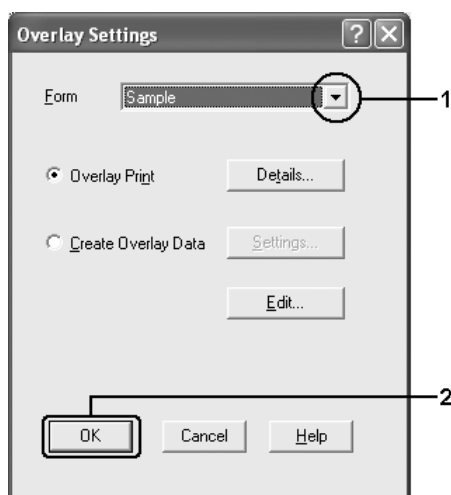 Overlay Settings
Form Sample 1
Overlay Print Details...
Create Overlay Data Settings...
Edit...
2
OK Cancel Help